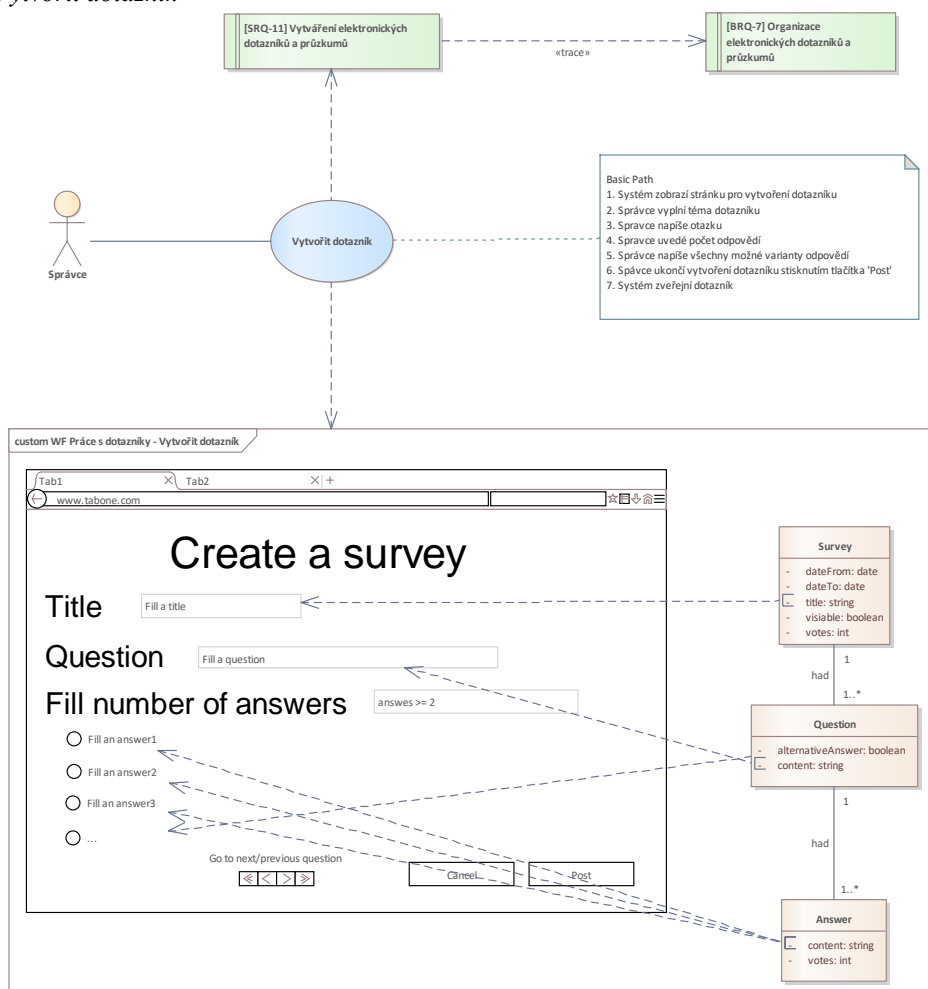 Vytvořit dotazník
[SRQ-11] Vytváření elektronických
dotazníků a průzkumů
«trace»
[BRQ-7] Organizace
elektronických dotazníků a
průzkumů
Správce
Vytvořit dotazník
Basic Path
1. Systém zobrazí stránku pro vytvoření dotazníku
2. Správce vyplní téma dotazníku
3. Spravce napíše otazku
4. Spravce uvedé počet odpovědí
5. Správce napíše všechny možné varianty odpovědí
6. Spávce ukončí vytvoření dotazníku stisknutím tlačítka 'Post'
7. Systém zveřejní dotazník
custom WF Práce s dotazníky - Vytvořit dotazník
Tab1
Tab2
www.tabone.com
Create a survey
Title
Fill a title
Question
Fill a question
Fill number of answers
answes >= 2
Fill an answer1
Fill an answer2
Fill an answer3
...
Go to next/previous question
Cancel
Post
Survey
- dateFrom: date
- dateTo: date
- title: string
- visiable: boolean
- votes: int
1
had
1..*
Question
- alternativeAnswer: boolean
- content: string
1
had
1..*
Answer
- content: string
- votes: int